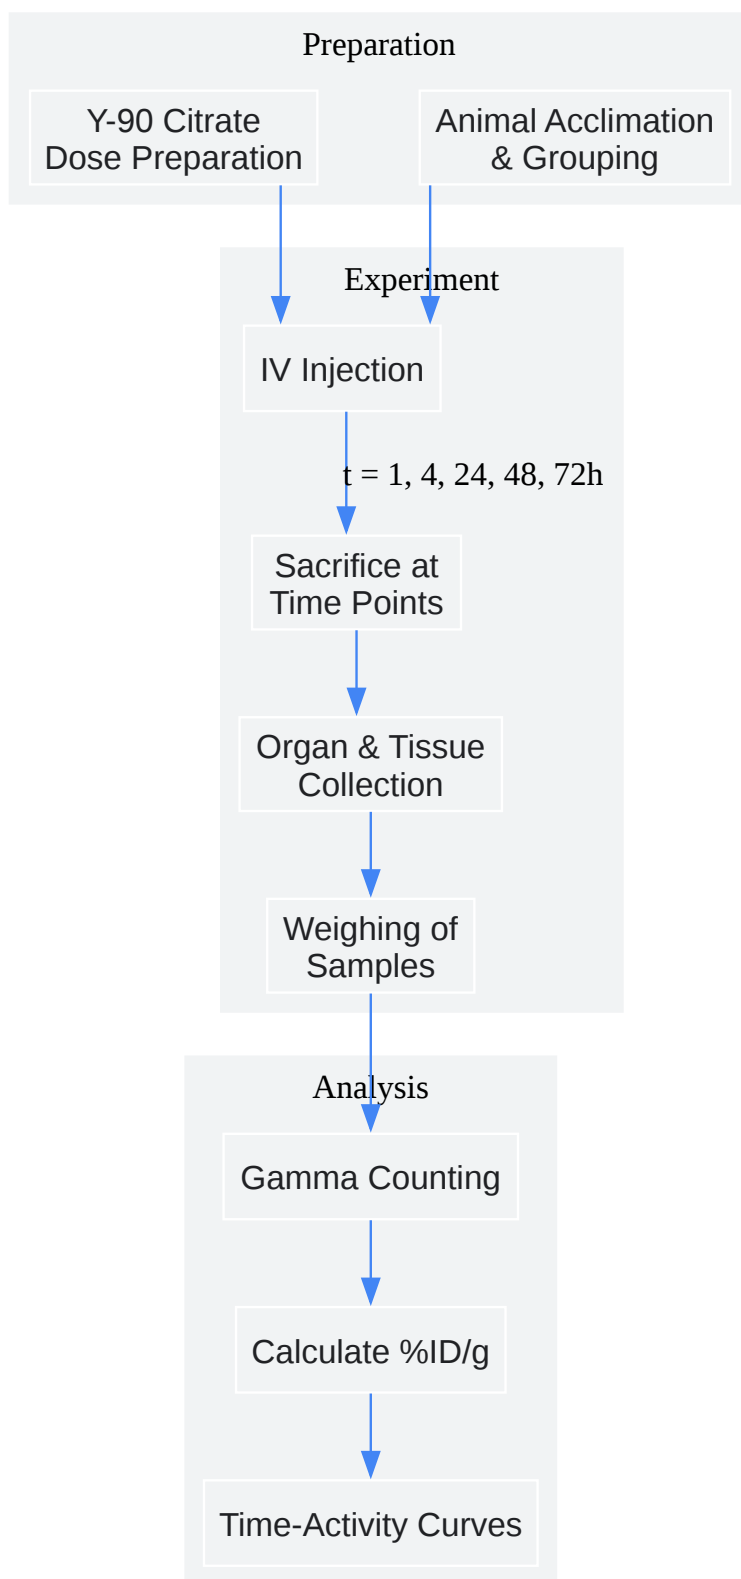 Preparation
Y-90 Citrate
Dose Preparation
Animal Acclimation
& Grouping
Experiment
IV Injection
t = 1, 4, 24, 48, 72h
Sacrifice at
Time Points
Organ & Tissue
Collection
Weighing of
Samples
Analysis
Gamma Counting
Calculate %ID/g
Time-Activity Curves